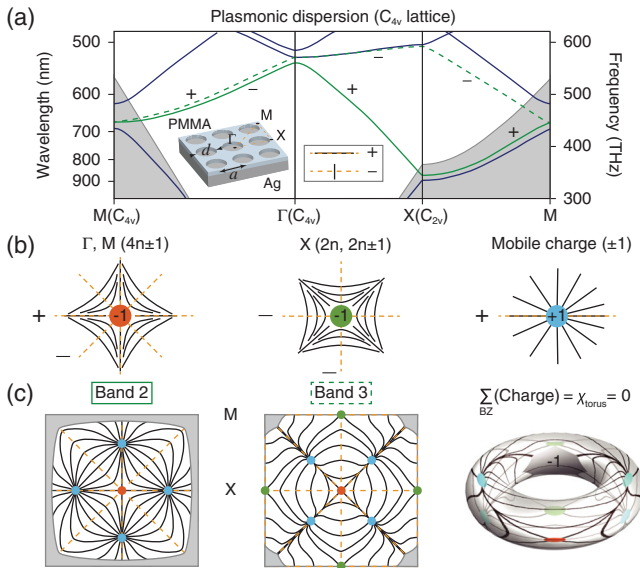 (a)
Plasmonic dispersion (C4v lattice)
Wavelength (nm)
500
600
700
800
900
Frequency (THz)
600
500
400
300
+
−
+
−
−
+
PMMA
M
Γ
X
d
a
Ag
+
−
M(C4v)
Γ(C4v)
X(C2v)
M
(b)
Γ, M (4n±1)
X (2n, 2n±1)
Mobile charge (±1)
+
−
-1
−
−
-1
+
+1
(c)
Band 2
M
X
Band 3
∑(Charge) = χtorus = 0
BZ
-1